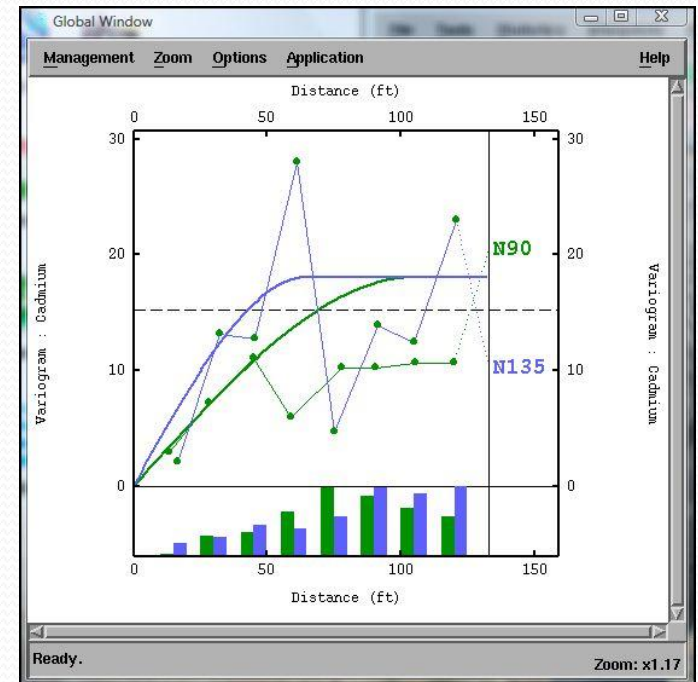 Global Window
Management Zoom Options Application Help
Distance (ft)
0 50 100 150
30 30
20 20
10 10
0 0
Variogram : Cadmium
Variogram : Cadmium
N90
N135
0 50 100 150
Distance (ft)
Ready. Zoom: x1.17